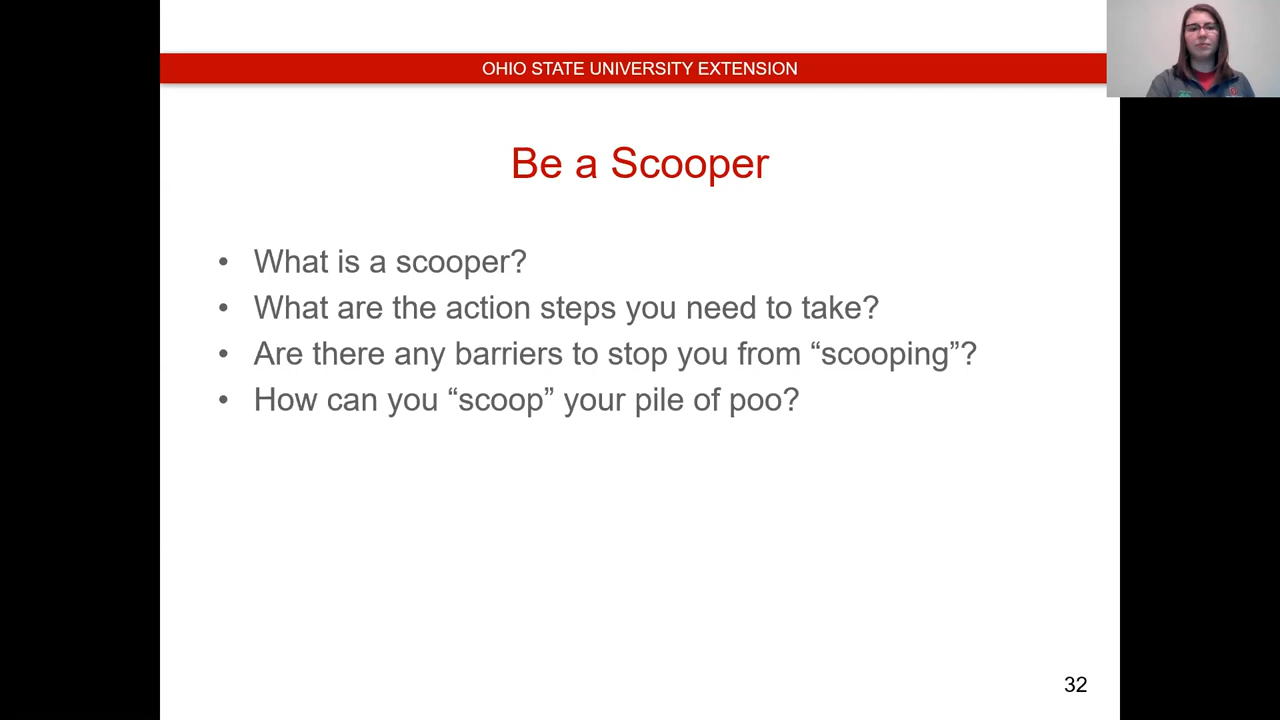 OHIO STATE UNIVERSITY EXTENSION
Be a Scooper
• What is a scooper?
• What are the action steps you need to take?
• Are there any barriers to stop you from “scooping”?
• How can you “scoop” your pile of poo?
32